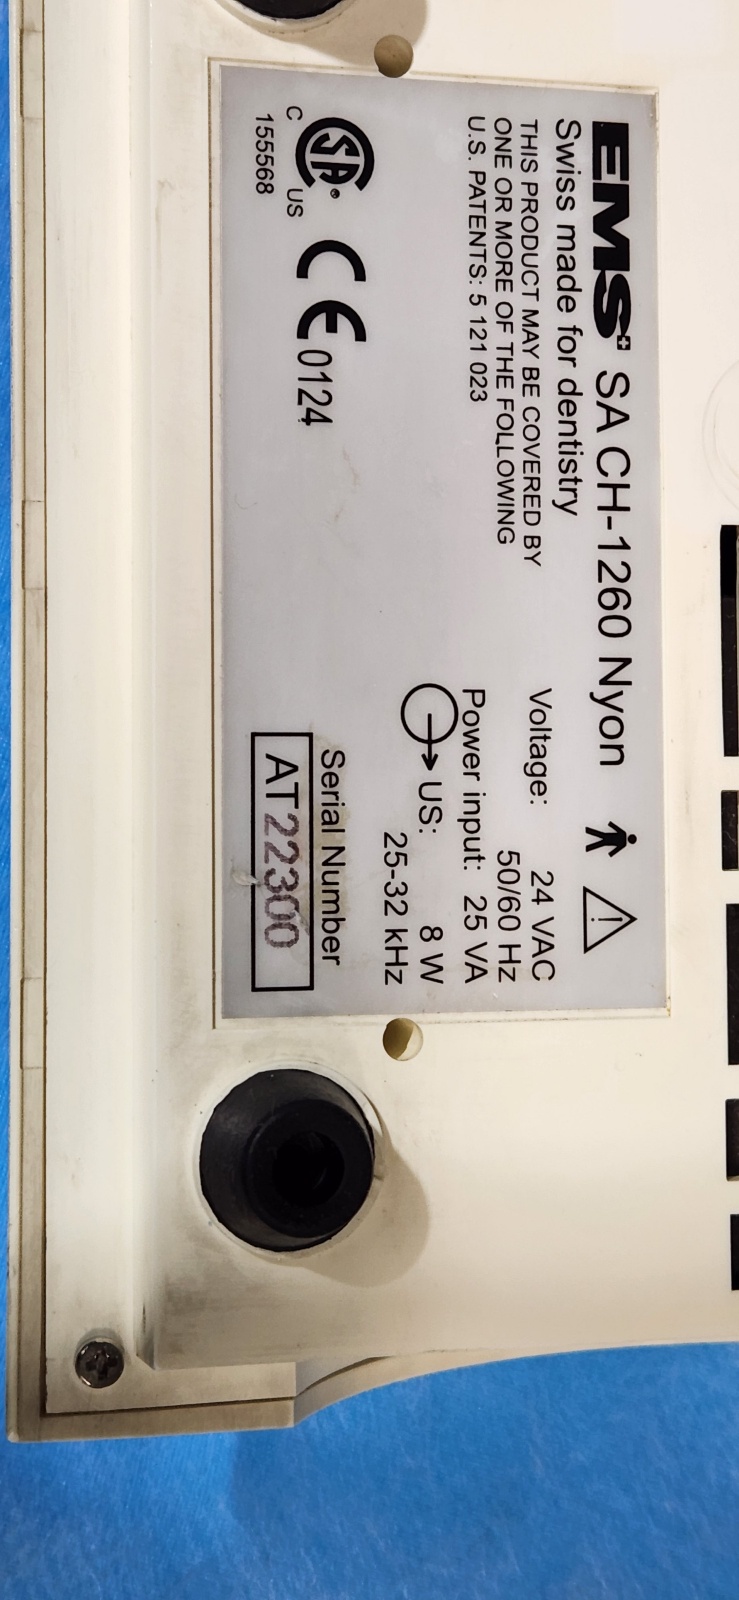 EMS SA CH-1260 Nyon
Swiss made for dentistry
THIS PRODUCT MAY BE COVERED BY
ONE OR MORE OF THE FOLLOWING
U.S. PATENTS: 5 121 023
Voltage: 24 VAC
50/60 Hz
Power input: 25 VA
US: 8 W
25-32 kHz
SA
C US
155568
CE 0124
Serial Number
AT22300